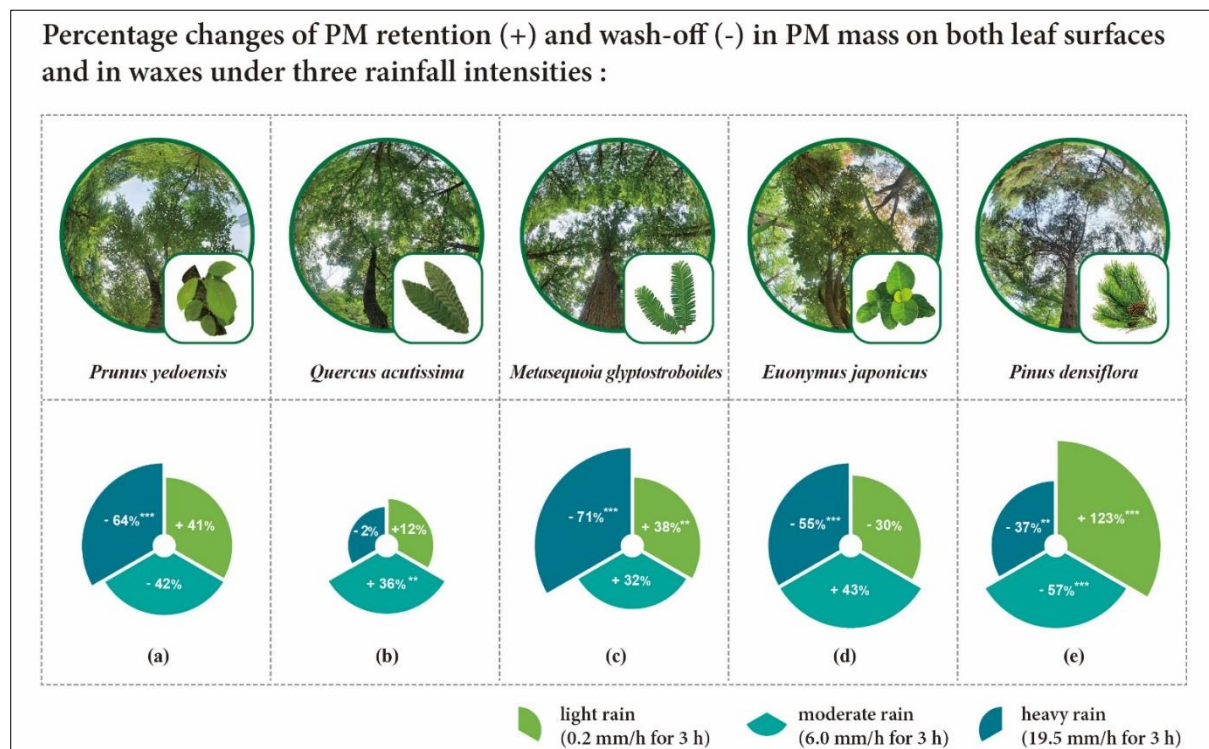 Percentage changes of PM retention (+) and wash-off (-) in PM mass on both leaf surfaces
and in waxes under three rainfall intensities :
Prunus yedoensis
Quercus acutissima
Metasequoia glyptostroboides
Euonymus japonicus
Pinus densiflora
- 64%***
+ 41%
- 42%
- 2%
+12%
+ 36% **
- 71%***
+ 38%**
+ 32%
- 55%***
- 30%
+ 43%
- 37%**
+ 123%***
- 57%***
(a)
(b)
(c)
(d)
(e)
light rain
(0.2 mm/h for 3 h)
moderate rain
(6.0 mm/h for 3 h)
heavy rain
(19.5 mm/h for 3 h)